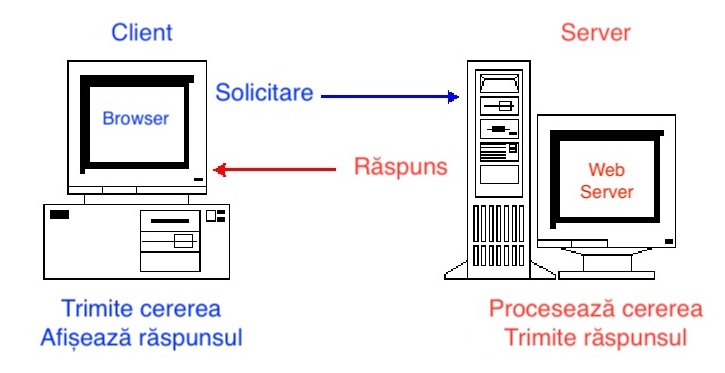 Client
Server
Solicitare
Browser
Răspuns
Web
Server
Trimite cererea
Afișează răspunsul
Procesează cererea
Trimite răspunsul